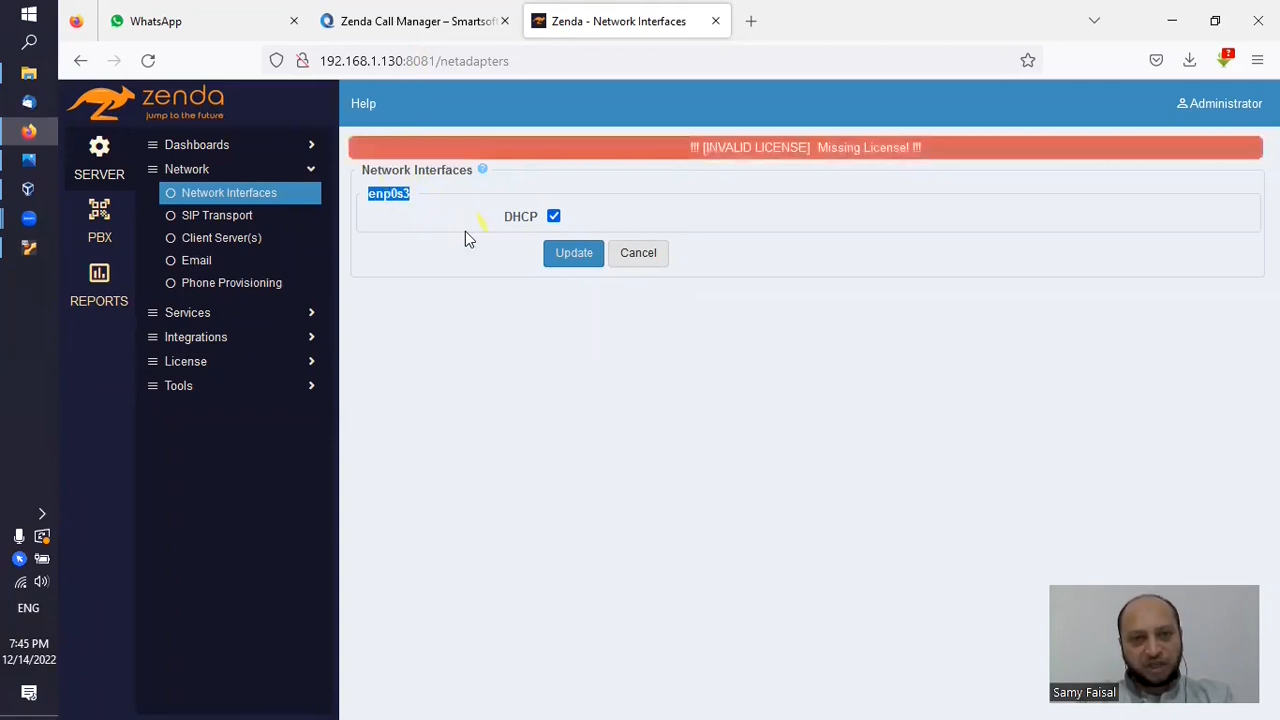 WhatsApp
Zenda Call Manager – Smartsoft
Zenda - Network Interfaces
192.168.1.130:8081/netadapters
zenda
jump to the future
Help
Administrator
!!! [INVALID LICENSE] Missing License! !!!
SERVER
PBX
REPORTS
Dashboards
Network
Network Interfaces
SIP Transport
Client Server(s)
Email
Phone Provisioning
Services
Integrations
License
Tools
Network Interfaces
enp0s3
DHCP
Update
Cancel
ENG
7:45 PM
12/14/2022
Samy Faisal